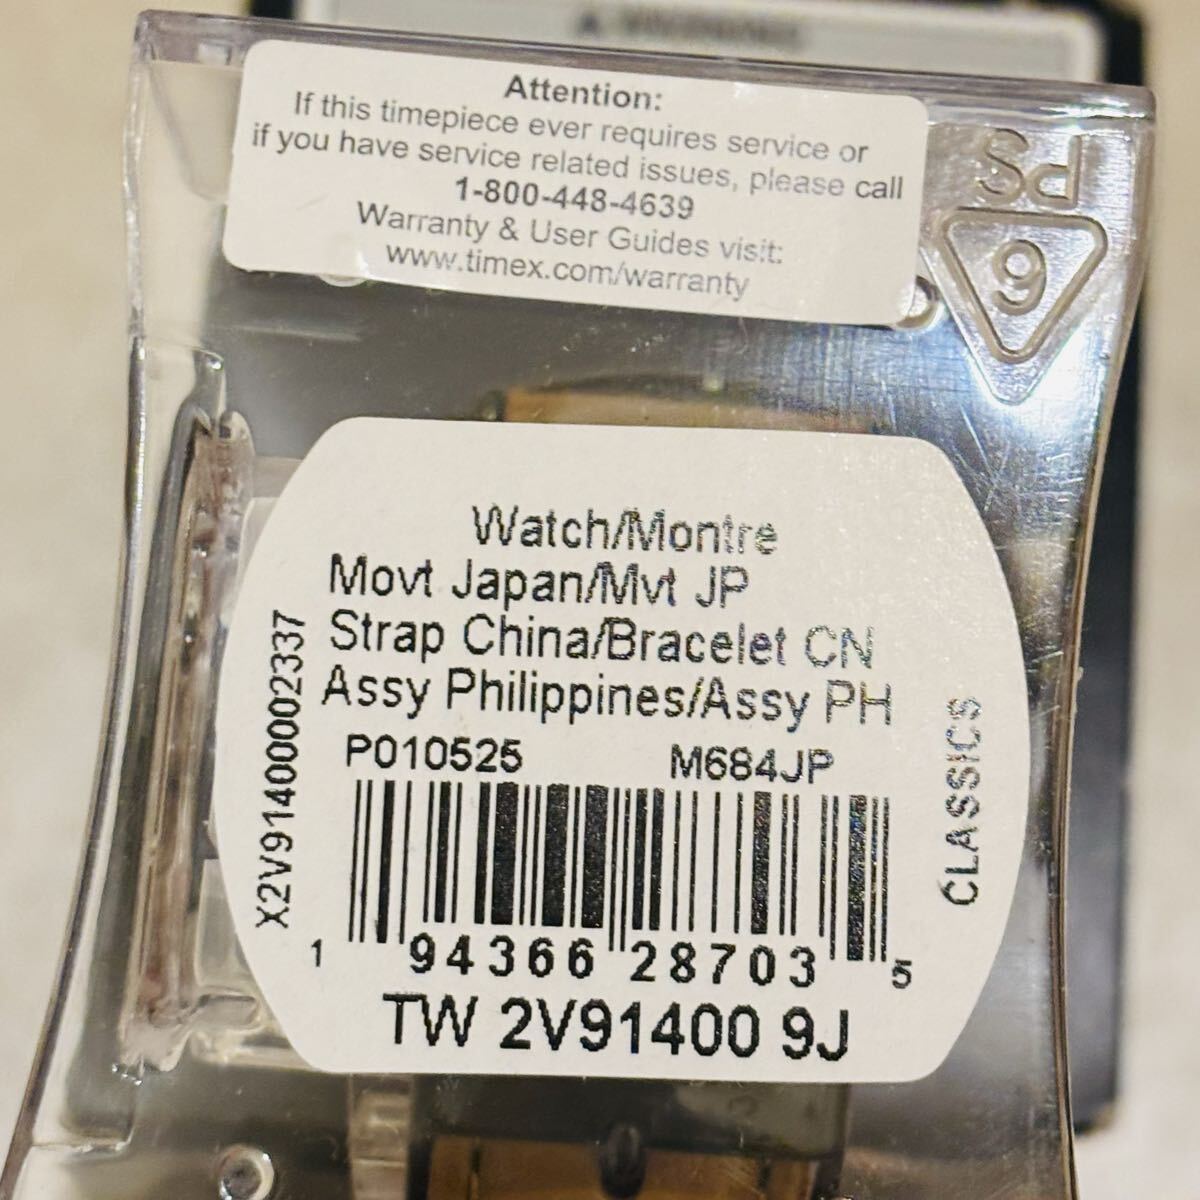 Attention:
If this timepiece ever requires service or
if you have service related issues, please call
1-800-448-4639
Warranty & User Guides visit:
www.timex.com/warranty
PS
6
Watch/Montre
Movt Japan/Mvt JP
Strap China/Bracelet CN
Assy Philippines/Assy PH
P010525 M684JP
X2V9140002337
CLASSICS
1 94366 28703 5
TW 2V91400 9J